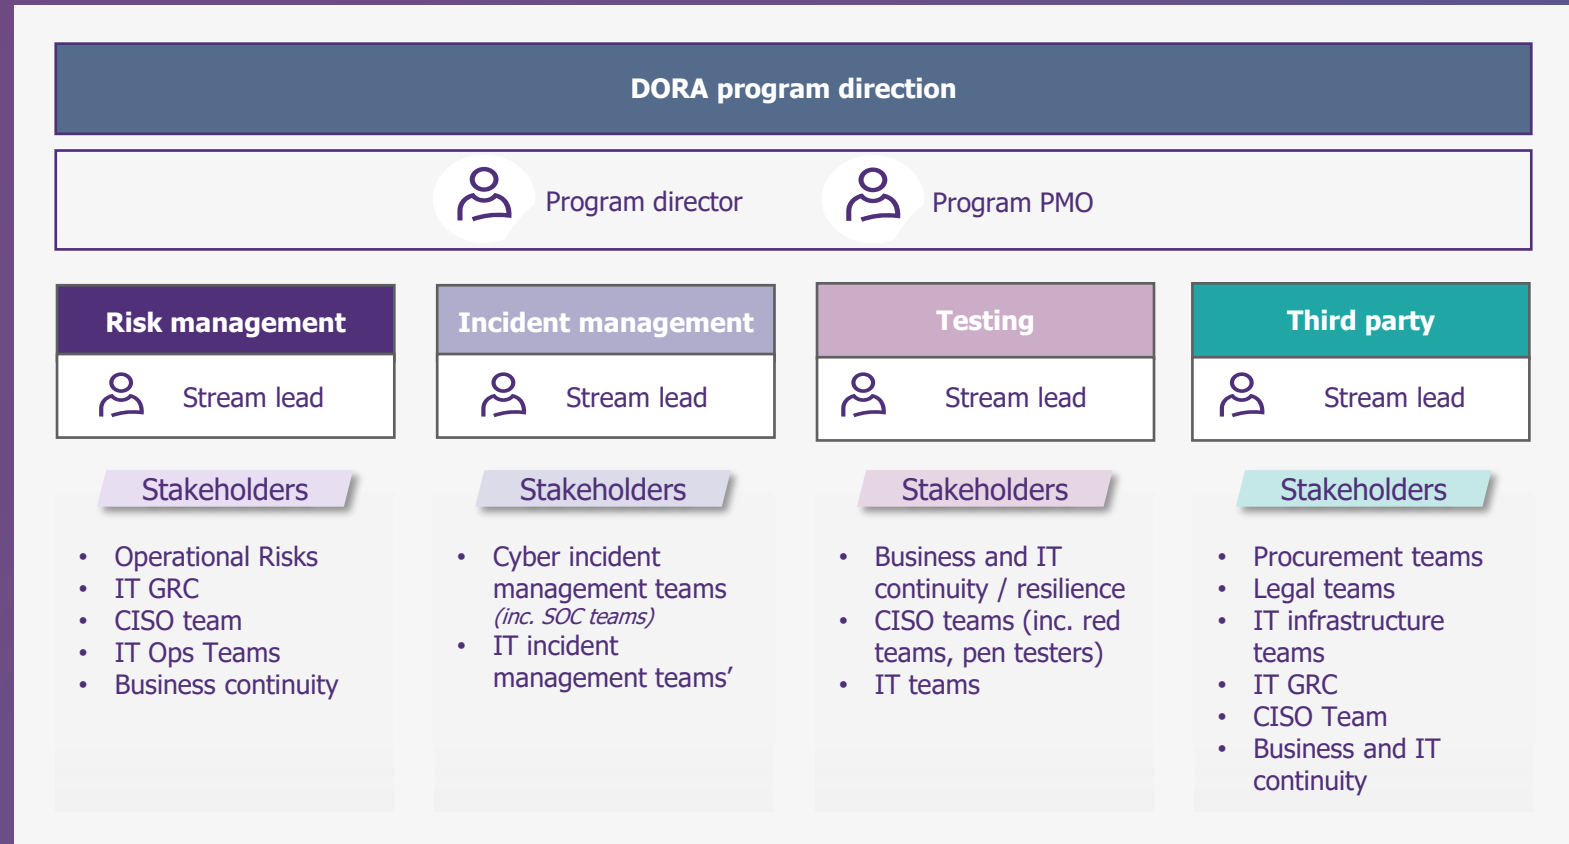 DORA program direction
Program director
Program PMO
Risk management
Stream lead
Stakeholders
• Operational Risks
• IT GRC
• CISO team
• IT Ops Teams
• Business continuity
Incident management
Stream lead
Stakeholders
• Cyber incident
management teams
(inc. SOC teams)
• IT incident
management teams’
Testing
Stream lead
Stakeholders
• Business and IT
continuity / resilience
• CISO teams (inc. red
teams, pen testers)
• IT teams
Third party
Stream lead
Stakeholders
• Procurement teams
• Legal teams
• IT infrastructure
teams
• IT GRC
• CISO Team
• Business and IT
continuity